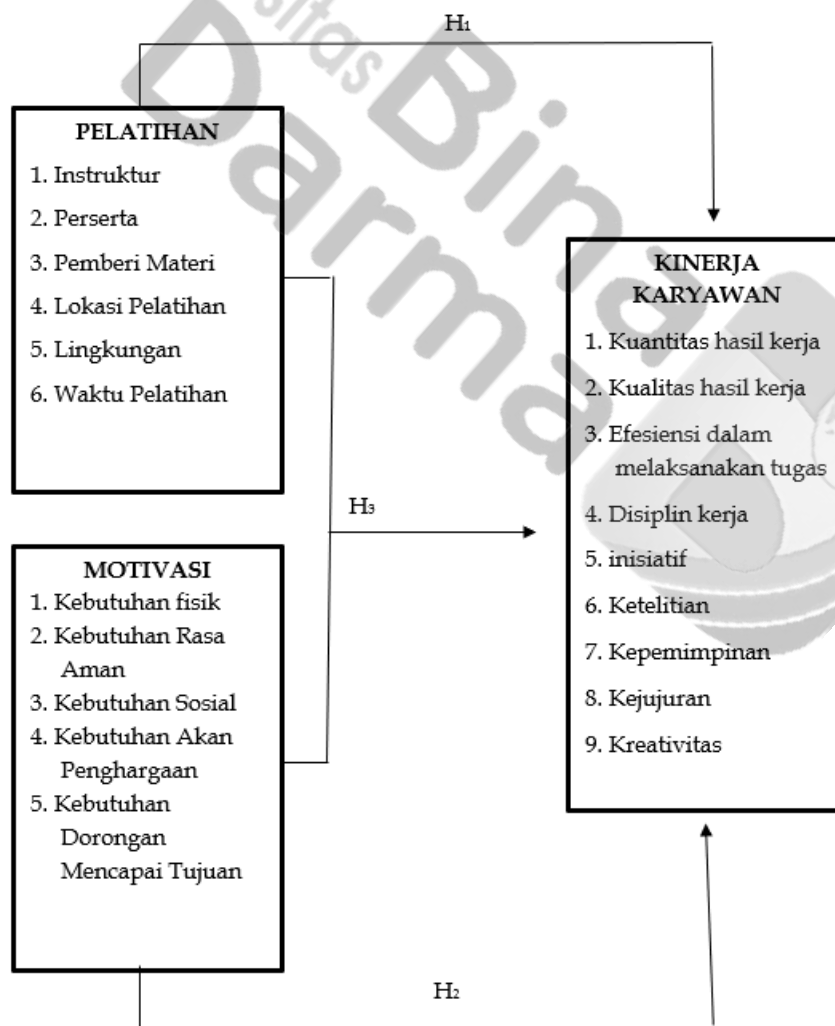 H1
PELATIHAN
1. Instruktur
2. Perserta
3. Pemberi Materi
4. Lokasi Pelatihan
5. Lingkungan
6. Waktu Pelatihan
H3
MOTIVASI
1. Kebutuhan fisik
2. Kebutuhan Rasa
Aman
3. Kebutuhan Sosial
4. Kebutuhan Akan
Penghargaan
5. Kebutuhan
Dorongan
Mencapai Tujuan
KINERJA
KARYAWAN
1. Kuantitas hasil kerja
2. Kualitas hasil kerja
3. Efesiensi dalam
melaksanakan tugas
4. Disiplin kerja
5. inisiatif
6. Ketelitian
7. Kepemimpinan
8. Kejujuran
9. Kreativitas
H2
Bina
Darma